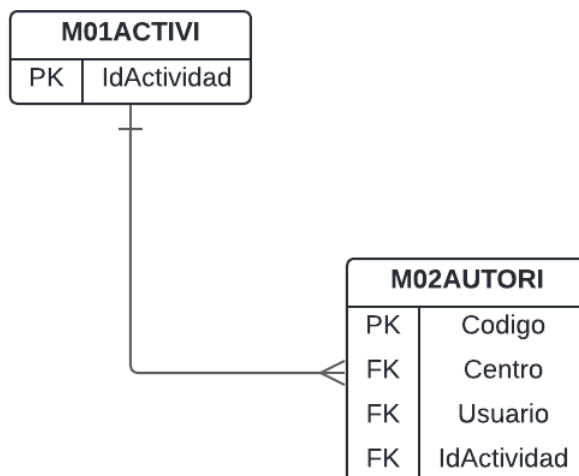 M01ACTIVI
PK IdActividad
M02AUTORI
PK Codigo
FK Centro
FK Usuario
FK IdActividad